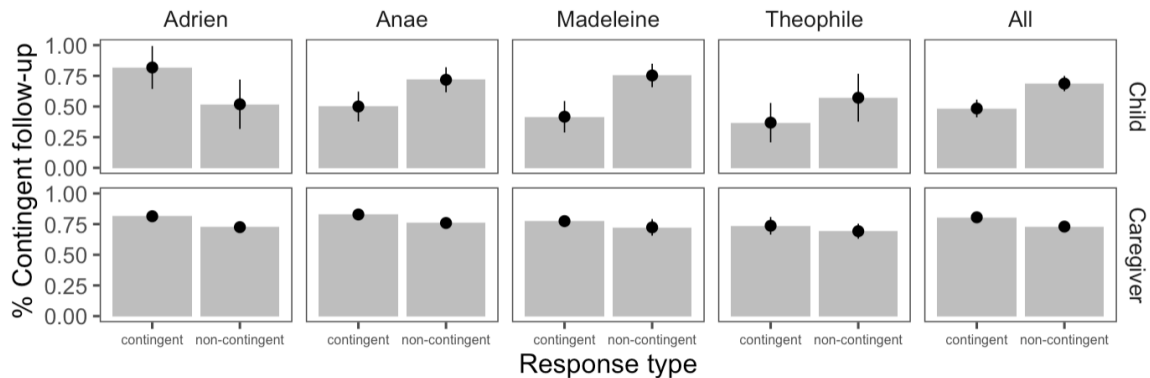 Adrien Anae Madeleine Theophile All
% Contingent follow-up
1.00
0.75
0.50
0.25
0.00
Child
1.00
0.75
0.50
0.25
0.00
Caregiver
contingent non-contingent contingent non-contingent contingent non-contingent contingent non-contingent contingent non-contingent
Response type